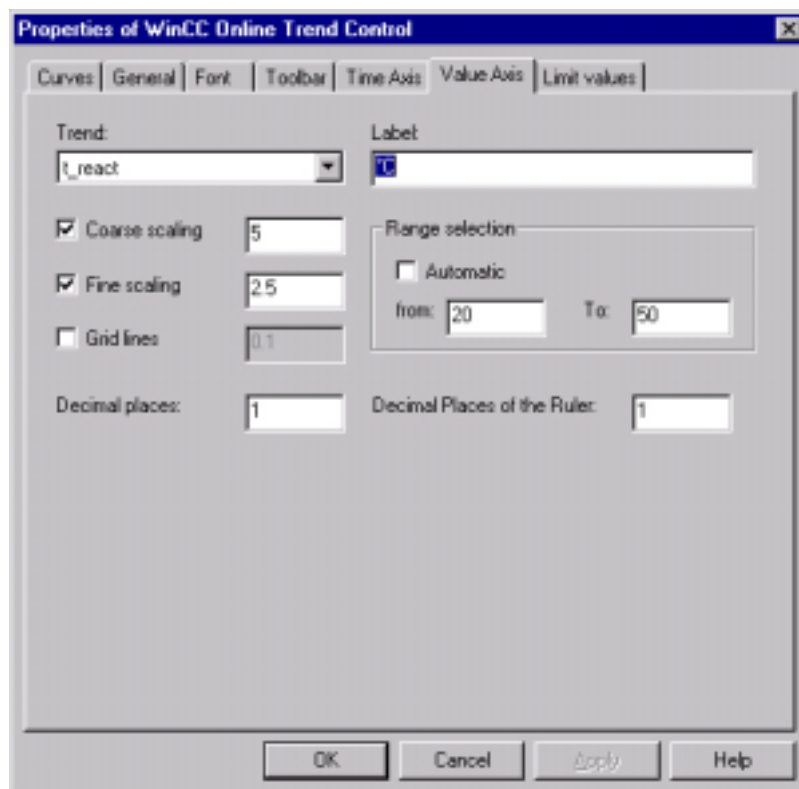 Properties of WinCC Online Trend Control
Curves General Font Toolbar Time Axis Value Axis Limit values
Trend: Label:
t_react °C
Coarse scaling 5
Range selection
Automatic
Fine scaling 2.5
from: 20 To: 50
Grid lines 0.1
Decimal places: 1 Decimal Places of the Ruler: 1
OK Cancel Apply Help